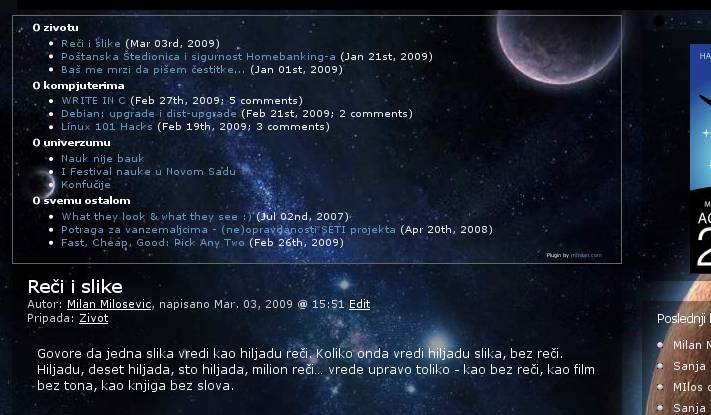 O zivotu
Reči i slike (Mar 03rd, 2009)
Poštanska Štedionica i sigurnost Homebanking-a (Jan 21st, 2009)
Baš me mrzi da pišem čestitke... (Jan 01st, 2009)
O kompjuterima
WRITE IN C (Feb 27th, 2009; 5 comments)
Debian: upgrade i dist-upgrade (Feb 21st, 2009; 2 comments)
Linux 101 Hacks (Feb 19th, 2009; 3 comments)
O univerzumu
Nauk nije bauk
I Festival nauke u Novom Sadu
Konfučije
O svemu ostalom
What they look & what they see :) (Jul 02nd, 2007)
Potraga za vanzemaljcima - (ne)opravdanosti SETI projekta (Apr 20th, 2008)
Fast, Cheap, Good: Pick Any Two (Feb 26th, 2009)
Plugin by
Reči i slike
Autor: Milan Milosevic, napisano Mar. 03, 2009 @ 15:51 Edit
Pripada: Zivot
Govore da jedna slika vredi kao hiljadu reči. Koliko onda vredi hiljadu slika, bez reči.
Hiljadu, deset hiljada, sto hiljada, milion reči... vrede upravo toliko - kao bez reči, kao film
bez tona, kao knjiga bez slova.
HA
M
AC
2
Poslednji
Milan M
Sanja
MIlos
Sanja